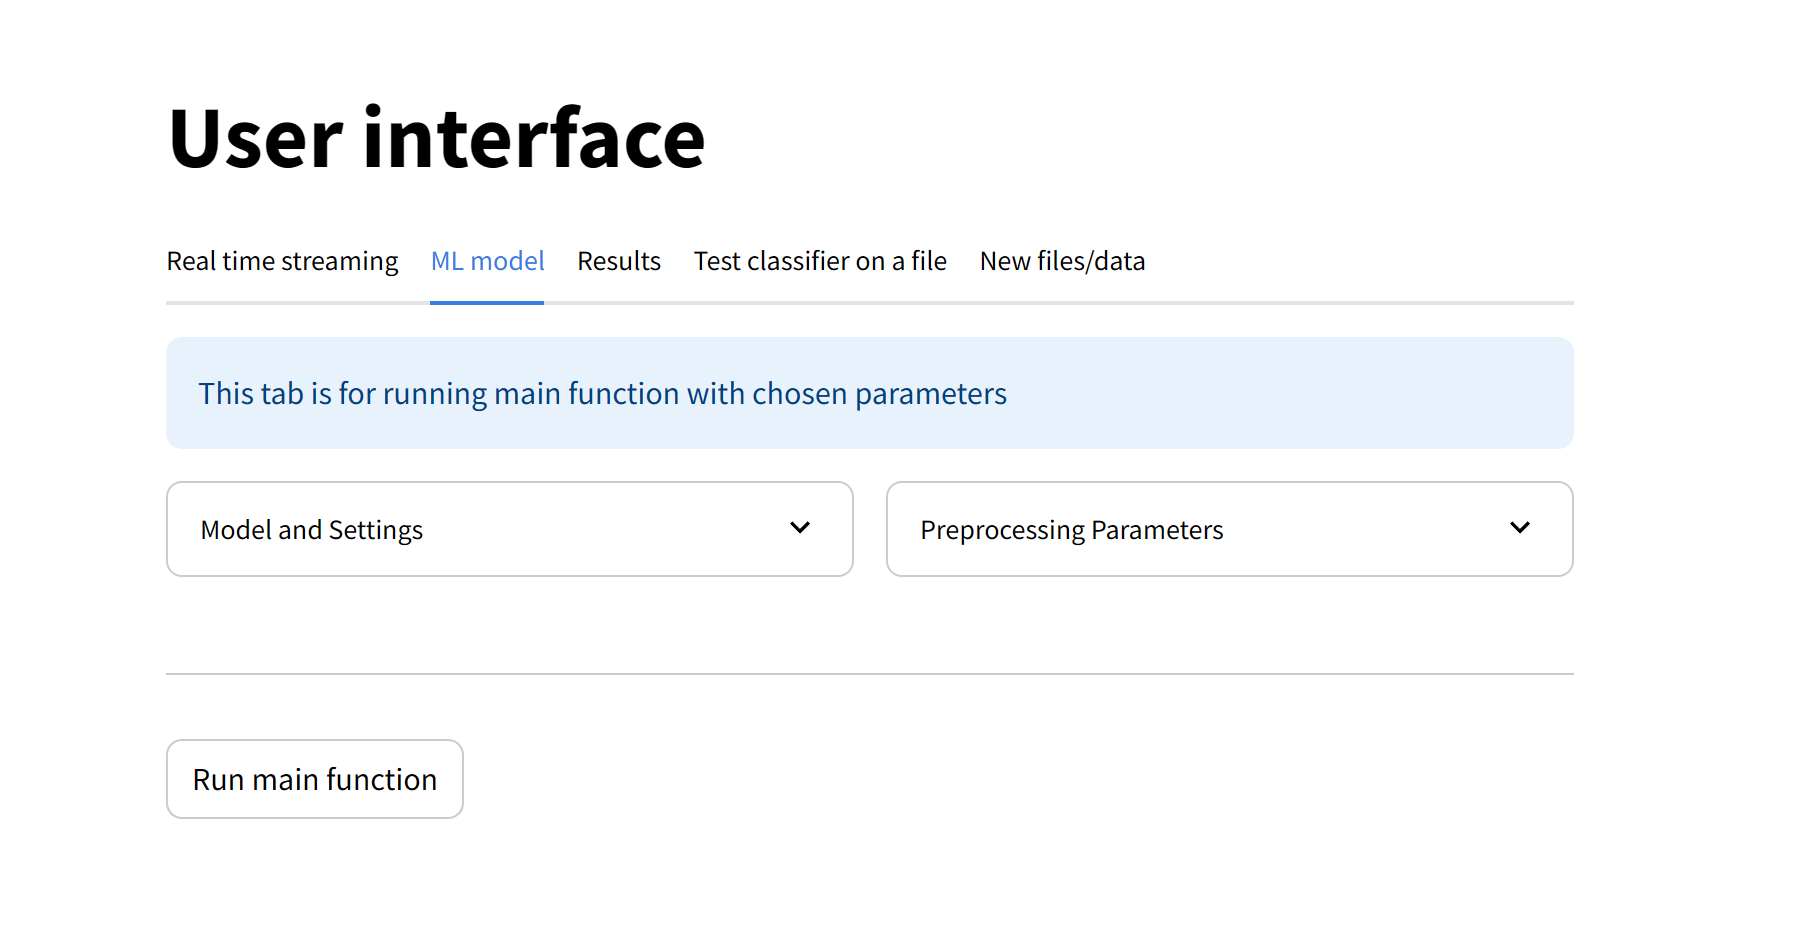 User interface
Real time streaming ML model Results Test classifier on a file New files/data
This tab is for running main function with chosen parameters
Model and Settings Preprocessing Parameters
Run main function